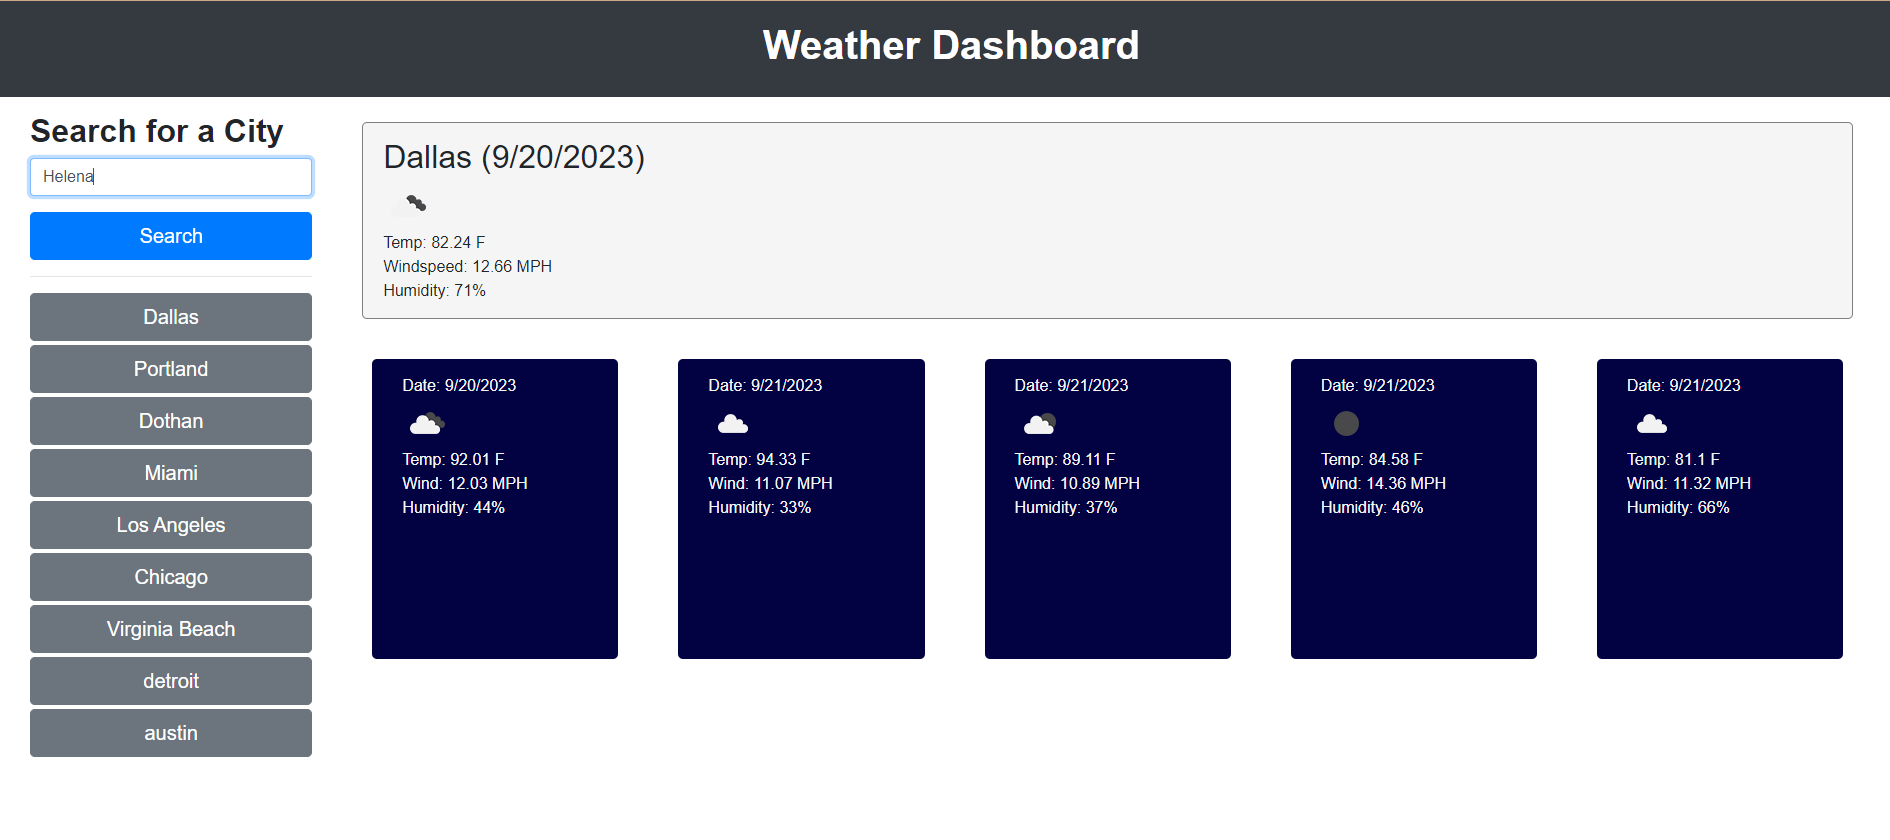 Weather Dashboard
Search for a City
Helena
Search
Dallas
Portland
Dothan
Miami
Los Angeles
Chicago
Virginia Beach
detroit
austin
Dallas (9/20/2023)
Temp: 82.24 F
Windspeed: 12.66 MPH
Humidity: 71%
Date: 9/20/2023
Temp: 92.01 F
Wind: 12.03 MPH
Humidity: 44%
Date: 9/21/2023
Temp: 94.33 F
Wind: 11.07 MPH
Humidity: 33%
Date: 9/21/2023
Temp: 89.11 F
Wind: 10.89 MPH
Humidity: 37%
Date: 9/21/2023
Temp: 84.58 F
Wind: 14.36 MPH
Humidity: 46%
Date: 9/21/2023
Temp: 81.1 F
Wind: 11.32 MPH
Humidity: 66%